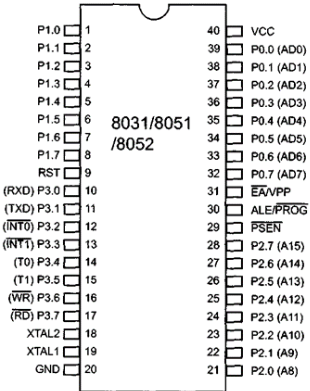 P1.0 1 40 VCC
P1.1 2 39 P0.0 (AD0)
P1.2 3 38 P0.1 (AD1)
P1.3 4 37 P0.2 (AD2)
P1.4 5 36 P0.3 (AD3)
P1.5 6 8031/8051 35 P0.4 (AD4)
P1.6 7 /8052 34 P0.5 (AD5)
P1.7 8 33 P0.6 (AD6)
RST 9 32 P0.7 (AD7)
(RXD) P3.0 10 31 E̅A̅/VPP
(TXD) P3.1 11 30 ALE/P̅R̅O̅G̅
(I̅N̅T̅0̅) P3.2 12 29 P̅S̅E̅N̅
(I̅N̅T̅1̅) P3.3 13 28 P2.7 (A15)
(T0) P3.4 14 27 P2.6 (A14)
(T1) P3.5 15 26 P2.5 (A13)
(W̅R̅) P3.6 16 25 P2.4 (A12)
(R̅D̅) P3.7 17 24 P2.3 (A11)
XTAL2 18 23 P2.2 (A10)
XTAL1 19 22 P2.1 (A9)
GND 20 21 P2.0 (A8)